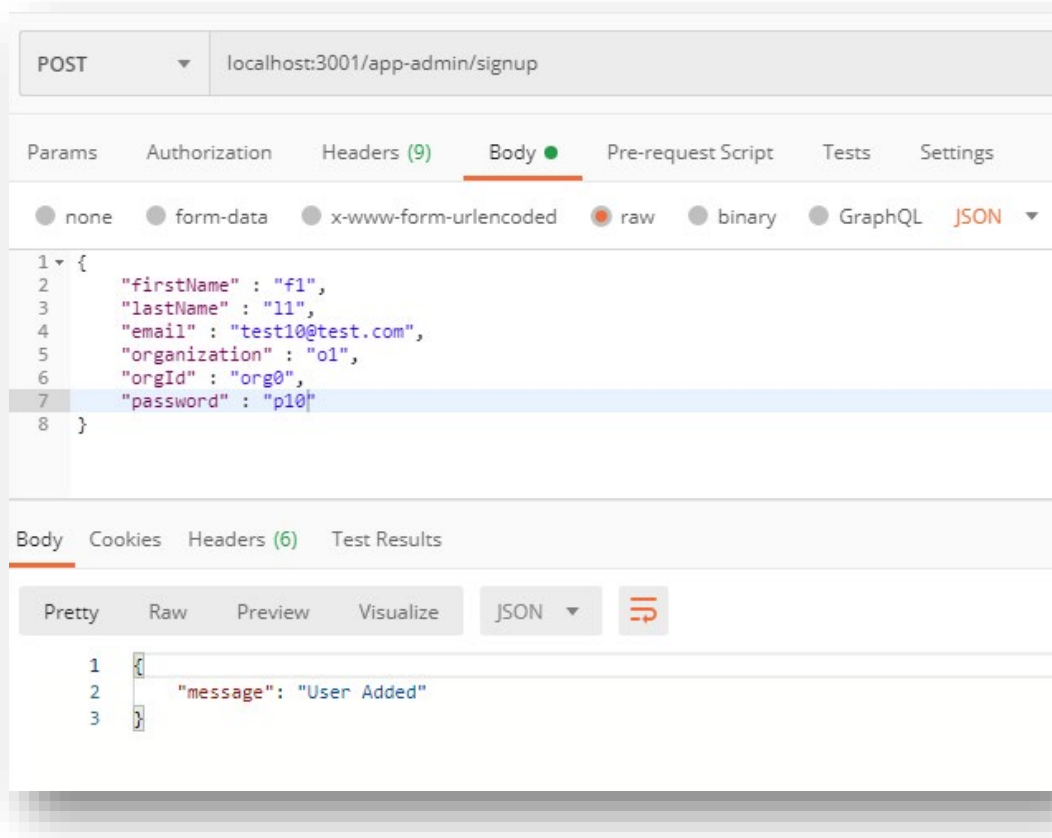 POST localhost:3001/app-admin/signup
Params Authorization Headers (9) Body Pre-request Script Tests Settings
none form-data x-www-form-urlencoded raw binary GraphQL JSON
1 {
2 "firstName" : "f1",
3 "lastName" : "l1",
4 "email" : "test10@test.com",
5 "organization" : "o1",
6 "orgId" : "org0",
7 "password" : "p10"
8 }
Body Cookies Headers (6) Test Results
Pretty Raw Preview Visualize JSON
1 {
2 "message": "User Added"
3 }